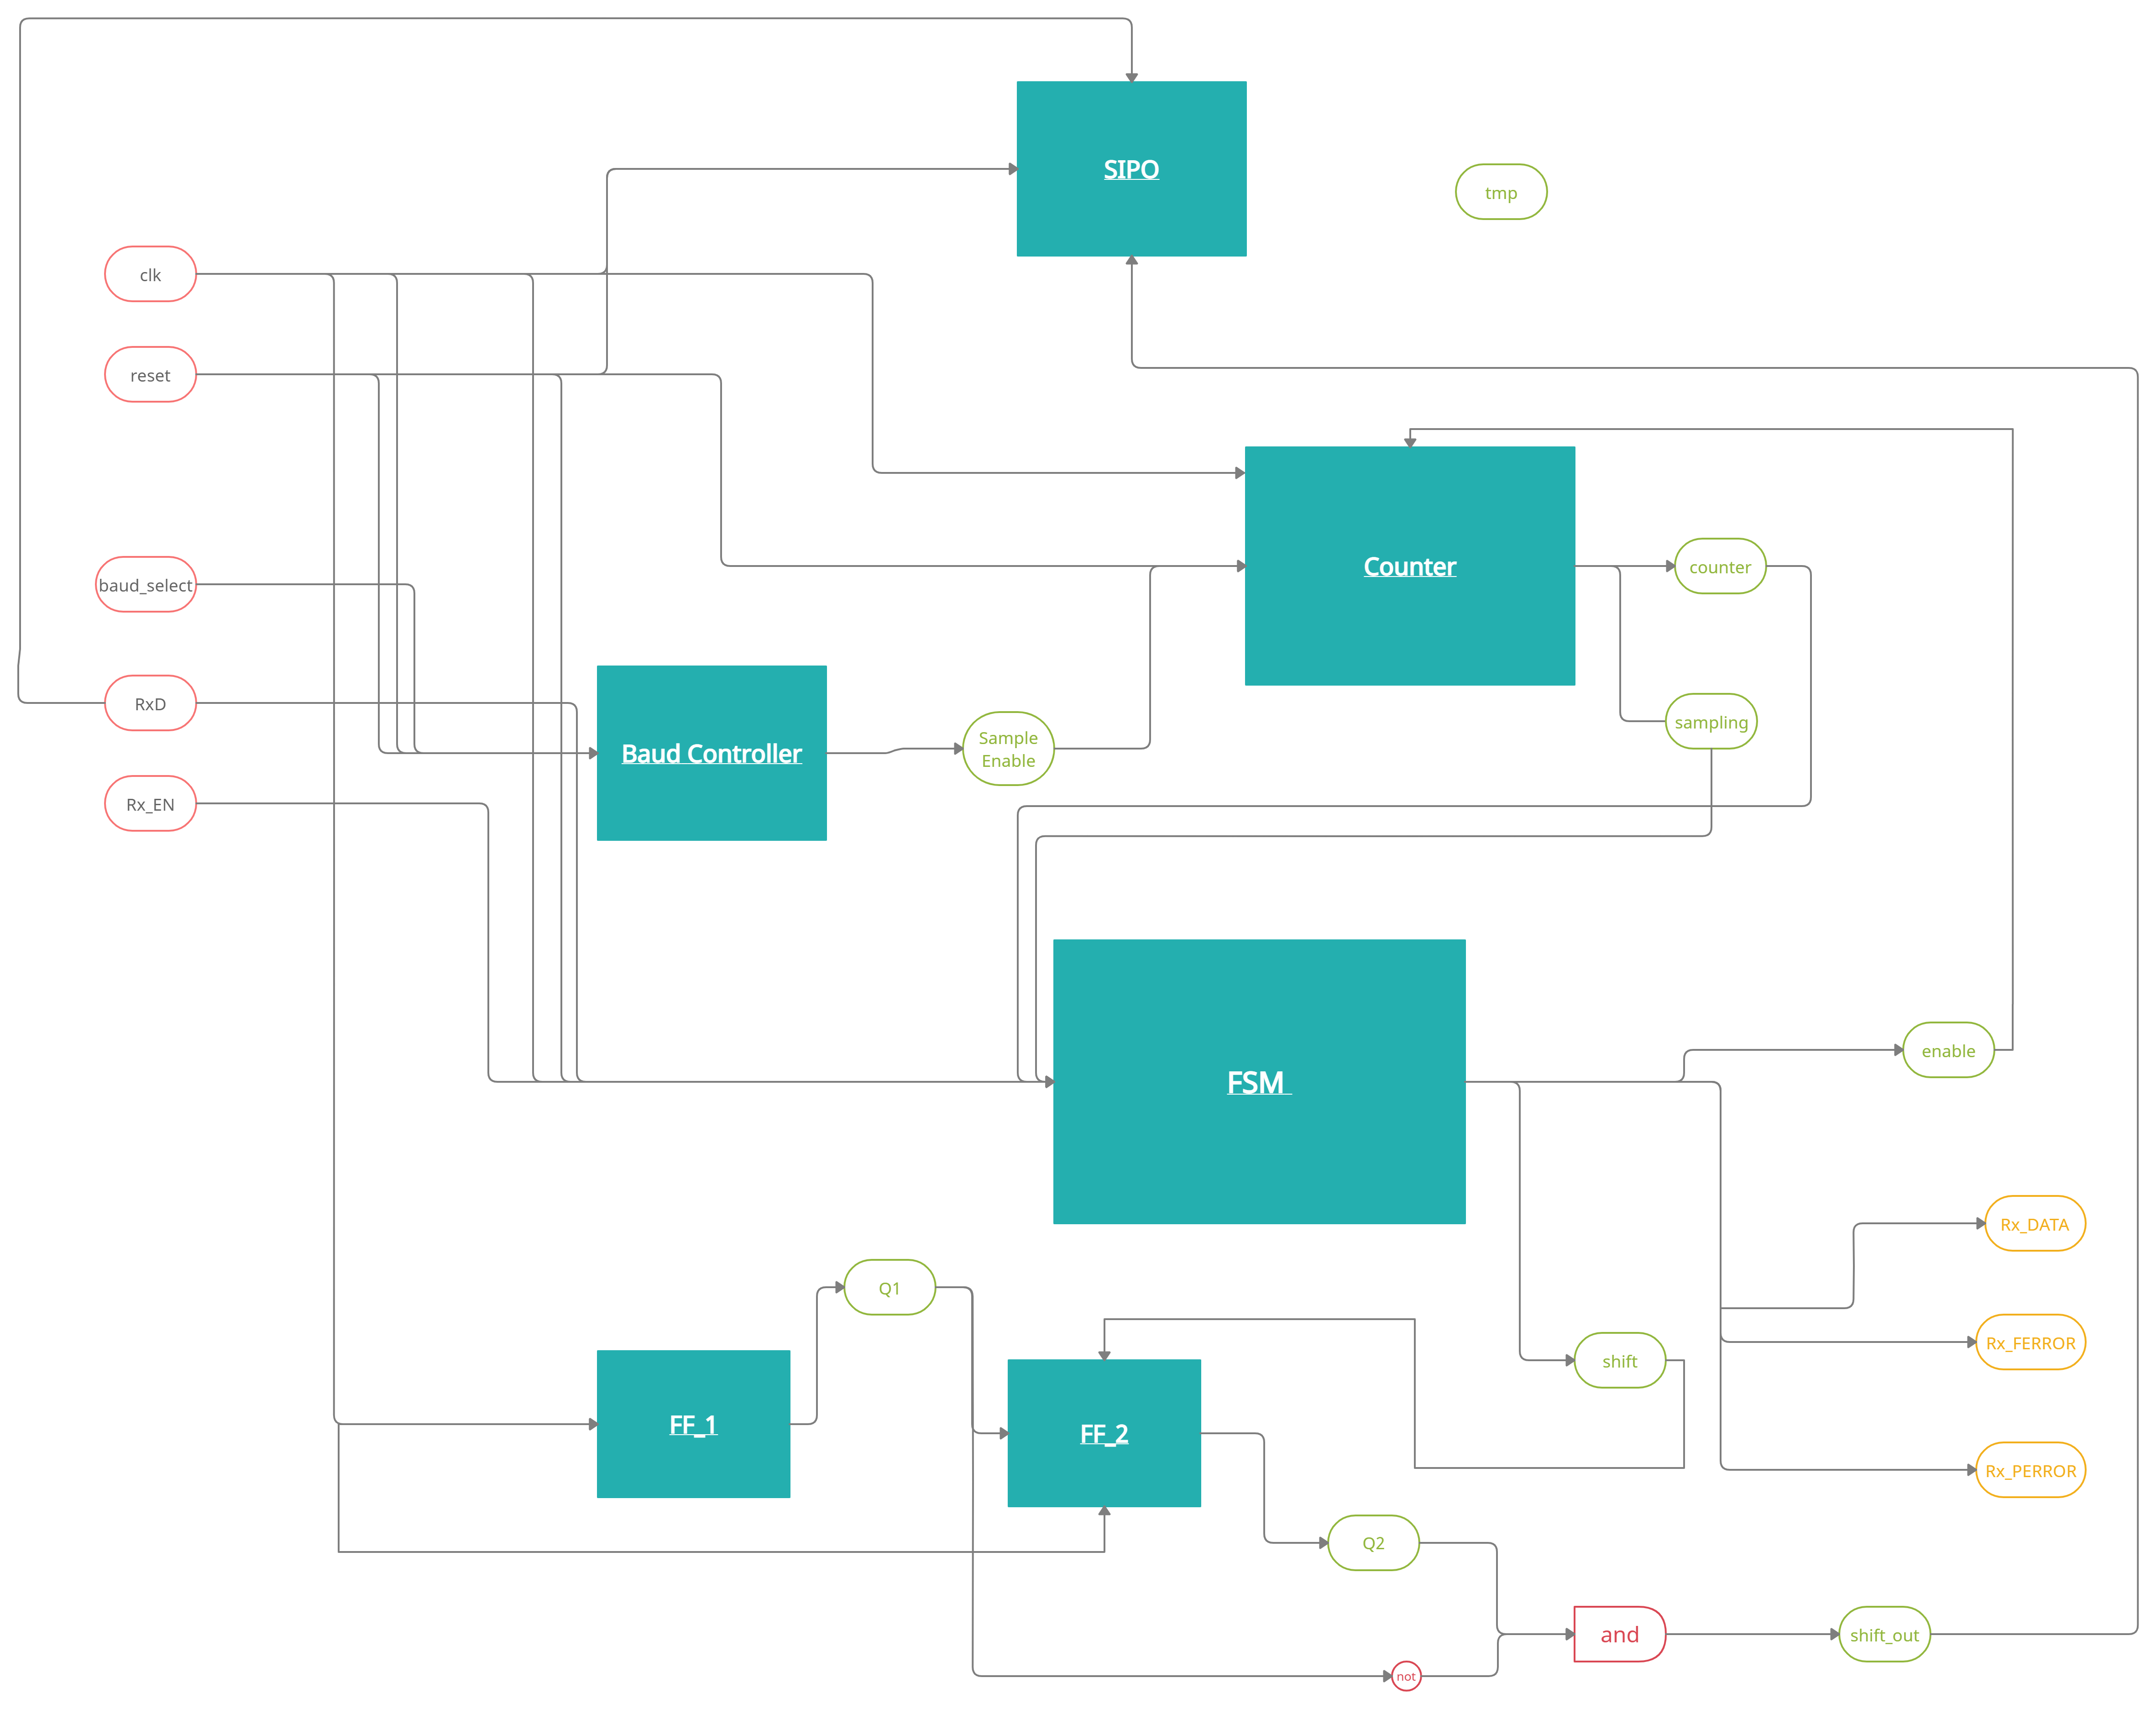 SIPO
tmp
clk
reset
Counter
counter
baud_select
RxD
sampling
Baud Controller
Sample
Enable
Rx_EN
FSM
enable
Rx_DATA
Q1
Rx_FERROR
shift
FF_1
FF_2
Rx_PERROR
Q2
and
shift_out
not